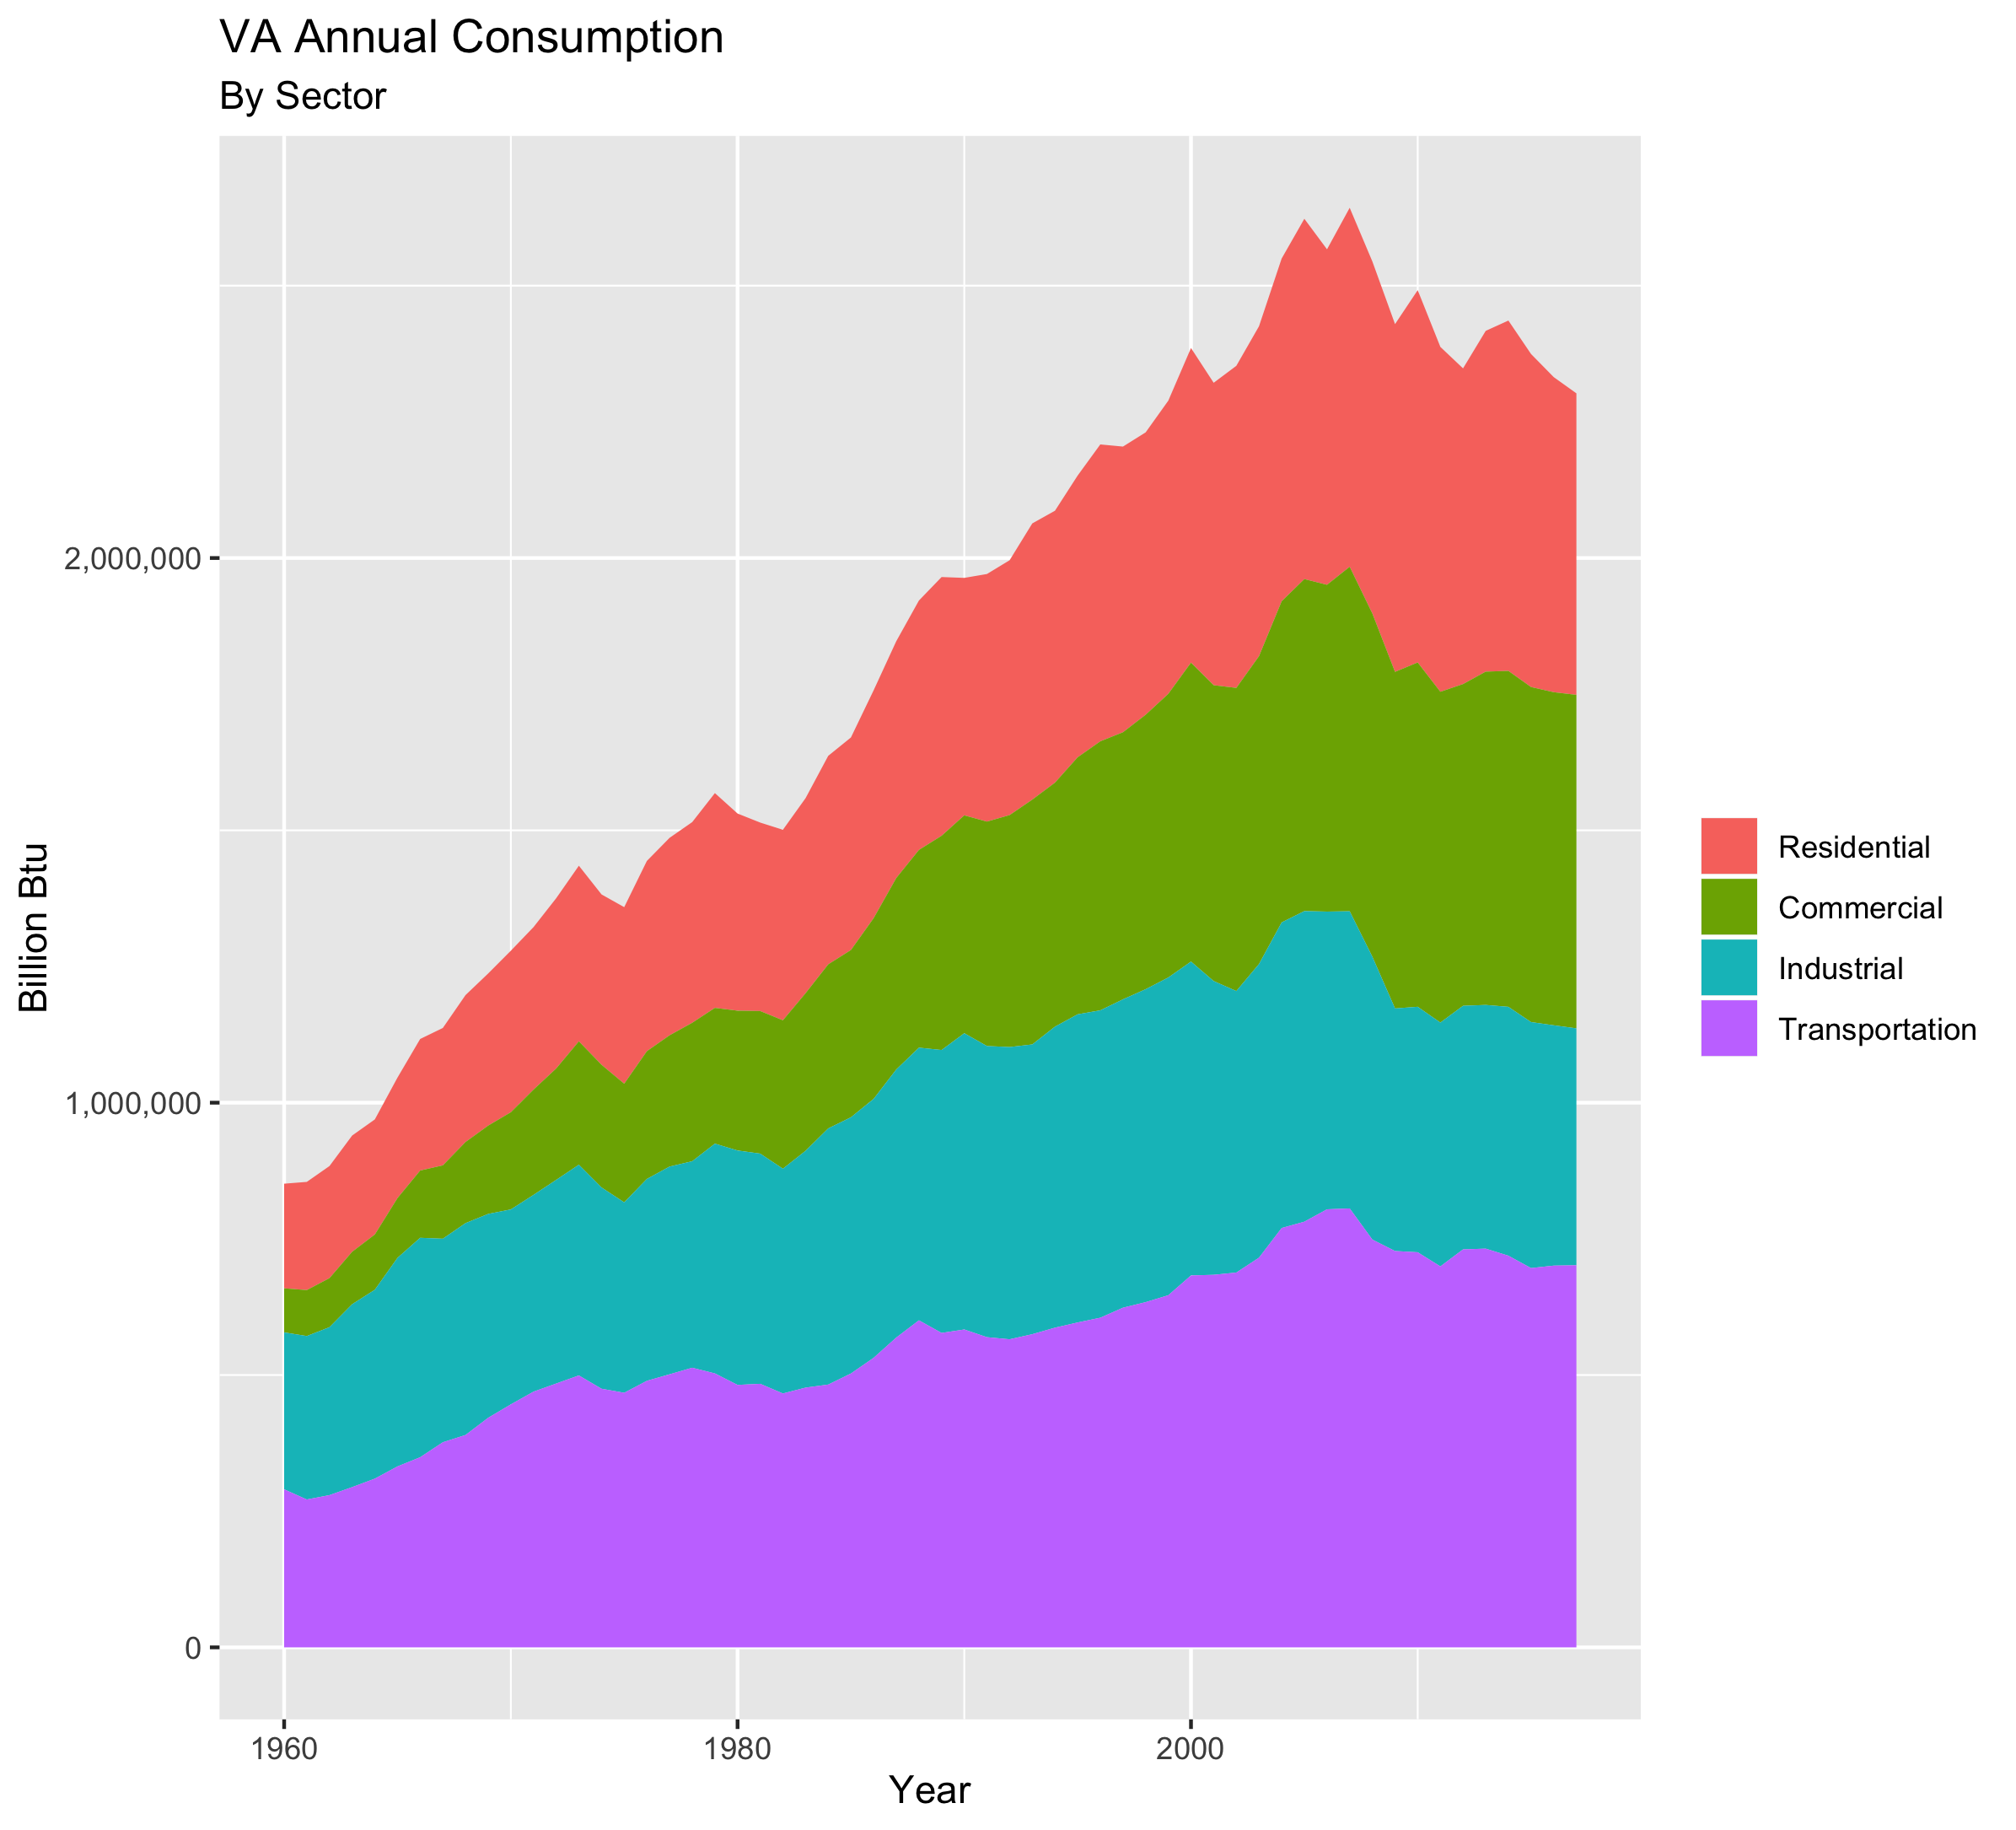 VA Annual Consumption
By Sector
Billion Btu
2,000,000
1,000,000
0
1960
1980
2000
Year
Residential
Commercial
Industrial
Transportation